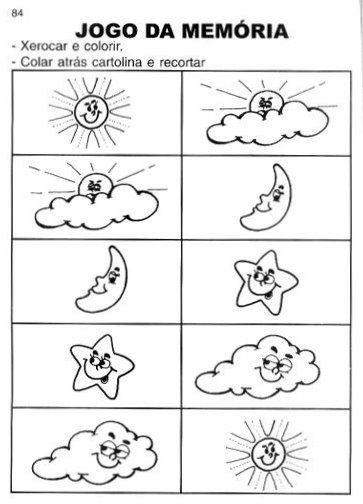 84
JOGO DA MEMÓRIA
- Xerocar e colorir.
- Colar atrás cartolina e recortar